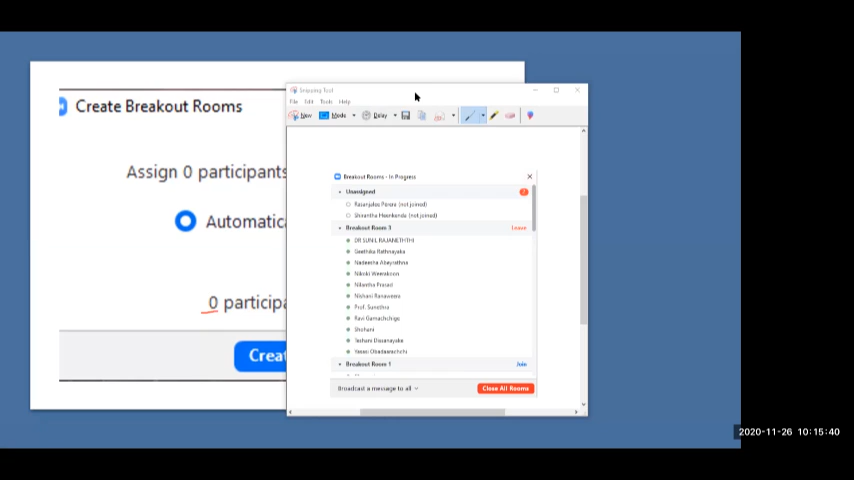 Create Breakout Rooms
Assign 0 participants
Automatica
0 participa
Creat
Snipping Tool
File Edit Tools Help
New Mode Delay
Breakout Rooms - In Progress
Unassigned 2
Rasanjalee Perera (not joined)
Shirantha Heenkenda (not joined)
Breakout Room 3 Leave
DR SUNIL RAJANETHTHI
Geethika Rathnayaka
Nadeesha Abeyrathna
Nikoki Weerakoon
Nilantha Prasad
Nishani Ranaweera
Prof. Sunethra
Ravi Gamachchige
Shohani
Teshani Dissanayake
Yasasi Obadaarachchi
Breakout Room 1 Join
Broadcast a message to all Close All Rooms
2020-11-26 10:15:40